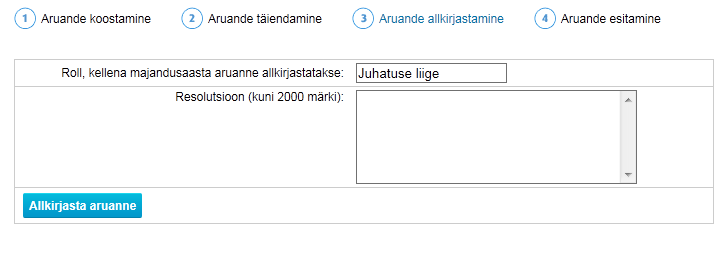 1 Aruande koostamine 2 Aruande täiendamine 3 Aruande allkirjastamine 4 Aruande esitamine
Roll, kellena majandusaasta aruanne allkirjastatakse: Juhatuse liige
Resolutsioon (kuni 2000 märki):
Allkirjasta aruanne